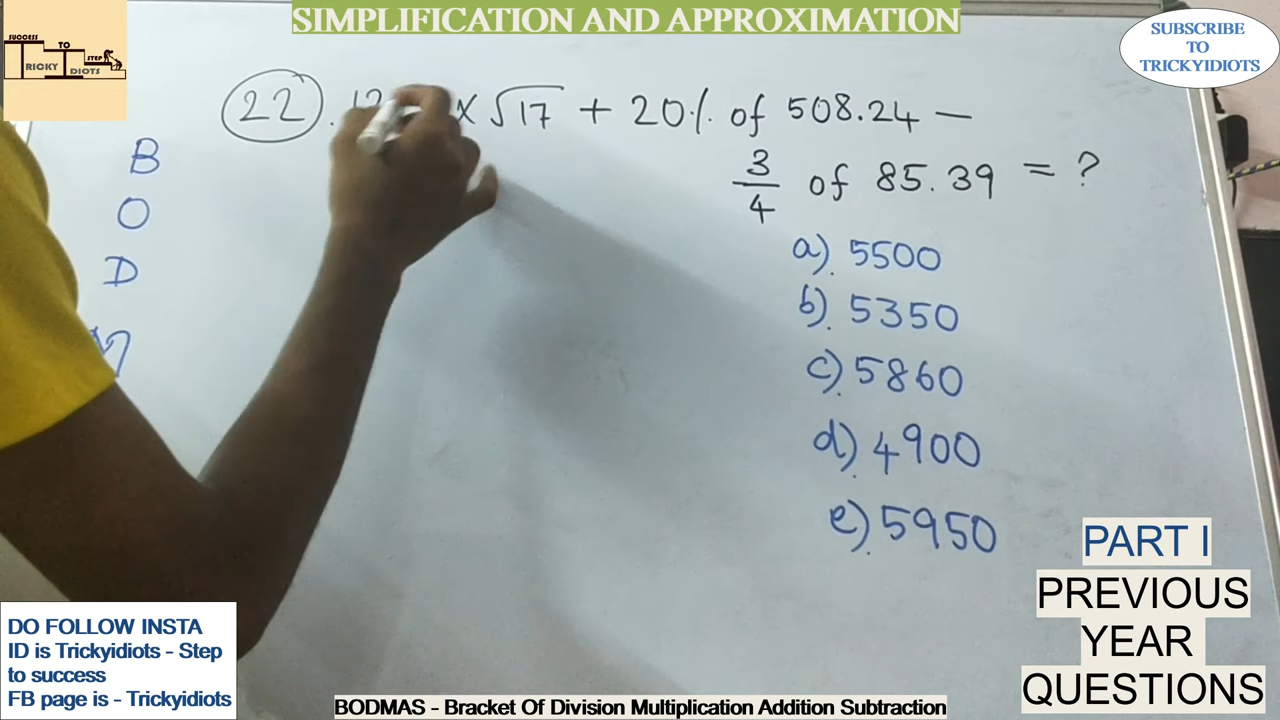 SIMPLIFICATION AND APPROXIMATION
SUCCESS
TO
STEP
TRICKY IDIOTS
SUBSCRIBE
TO
TRICKYIDIOTS
22. × √17 + 20% of 508.24 —
3/4 of 85.39 = ?
B
O
D
M
a). 5500
b). 5350
c). 5860
d). 4900
e). 5950
PART I
PREVIOUS
YEAR
QUESTIONS
DO FOLLOW INSTA
ID is Trickyidiots - Step
to success
FB page is - Trickyidiots
BODMAS - Bracket Of Division Multiplication Addition Subtraction